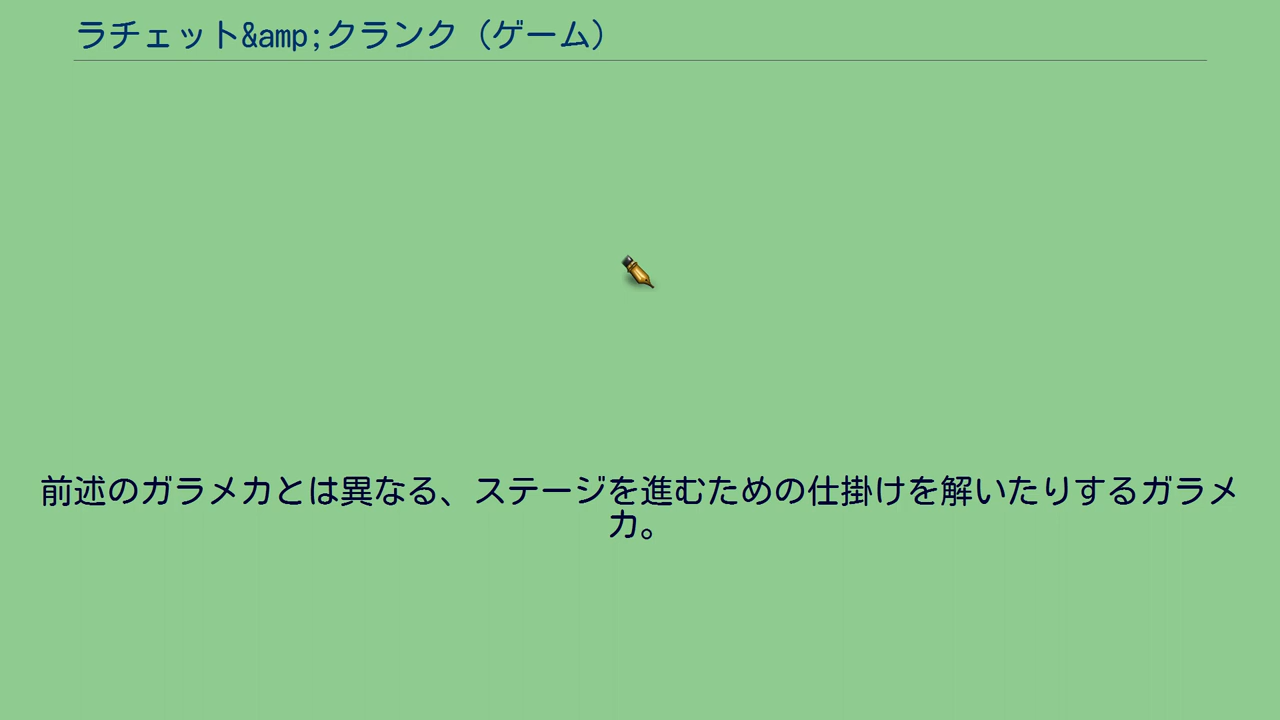 ラチェット&amp;クランク（ゲーム）
前述のガラメカとは異なる、ステージを進むための仕掛けを解いたりするガラメ
カ。